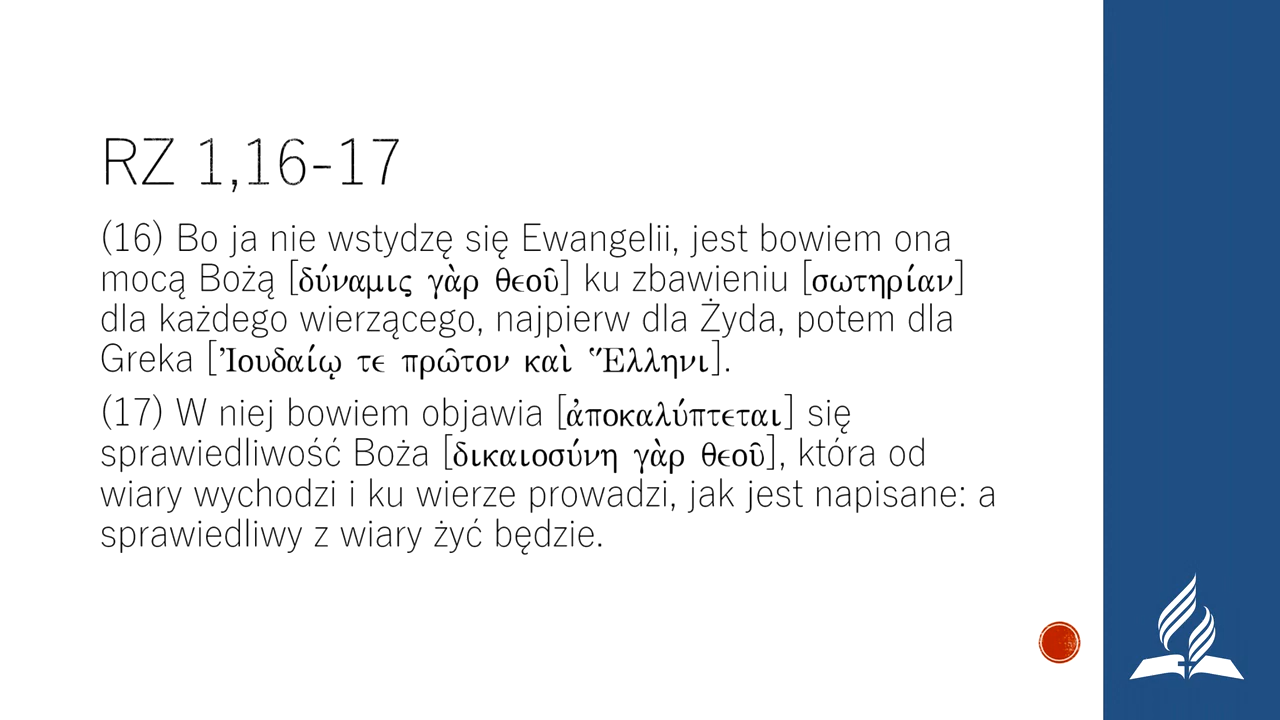 RZ 1,16-17
(16) Bo ja nie wstydzę się Ewangelii, jest bowiem ona
mocą Bożą [δύναμις γὰρ θεοῦ] ku zbawieniu [σωτηρίαν]
dla każdego wierzącego, najpierw dla Żyda, potem dla
Greka [Ἰουδαίῳ τε πρῶτον καὶ Ἕλληνι].
(17) W niej bowiem objawia [ἀποκαλύπτεται] się
sprawiedliwość Boża [δικαιοσύνη γὰρ θεοῦ], która od
wiary wychodzi i ku wierze prowadzi, jak jest napisane: a
sprawiedliwy z wiary żyć będzie.